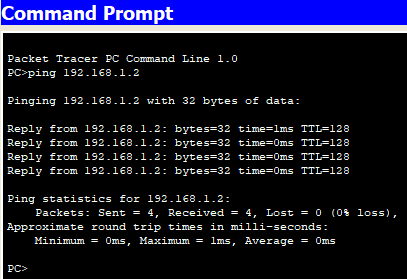 Command Prompt
Packet Tracer PC Command Line 1.0
PC>ping 192.168.1.2
Pinging 192.168.1.2 with 32 bytes of data:
Reply from 192.168.1.2: bytes=32 time=1ms TTL=128
Reply from 192.168.1.2: bytes=32 time=0ms TTL=128
Reply from 192.168.1.2: bytes=32 time=0ms TTL=128
Reply from 192.168.1.2: bytes=32 time=0ms TTL=128
Ping statistics for 192.168.1.2:
Packets: Sent = 4, Received = 4, Lost = 0 (0% loss),
Approximate round trip times in milli-seconds:
Minimum = 0ms, Maximum = 1ms, Average = 0ms
PC>